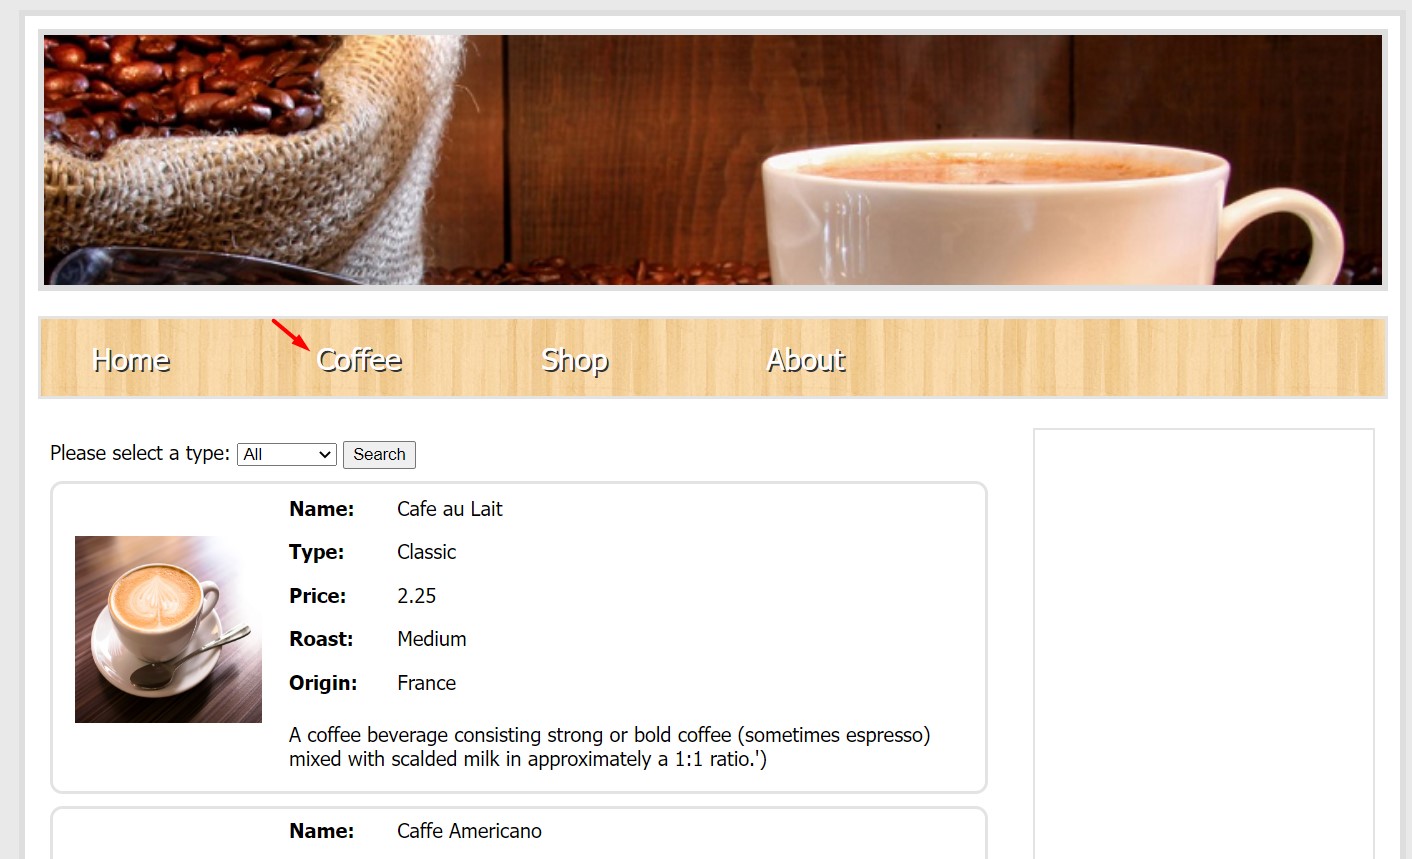 Home Coffee Shop About
Please select a type: All Search
Name: Cafe au Lait
Type: Classic
Price: 2.25
Roast: Medium
Origin: France
A coffee beverage consisting strong or bold coffee (sometimes espresso)
mixed with scalded milk in approximately a 1:1 ratio.')
Name: Caffe Americano